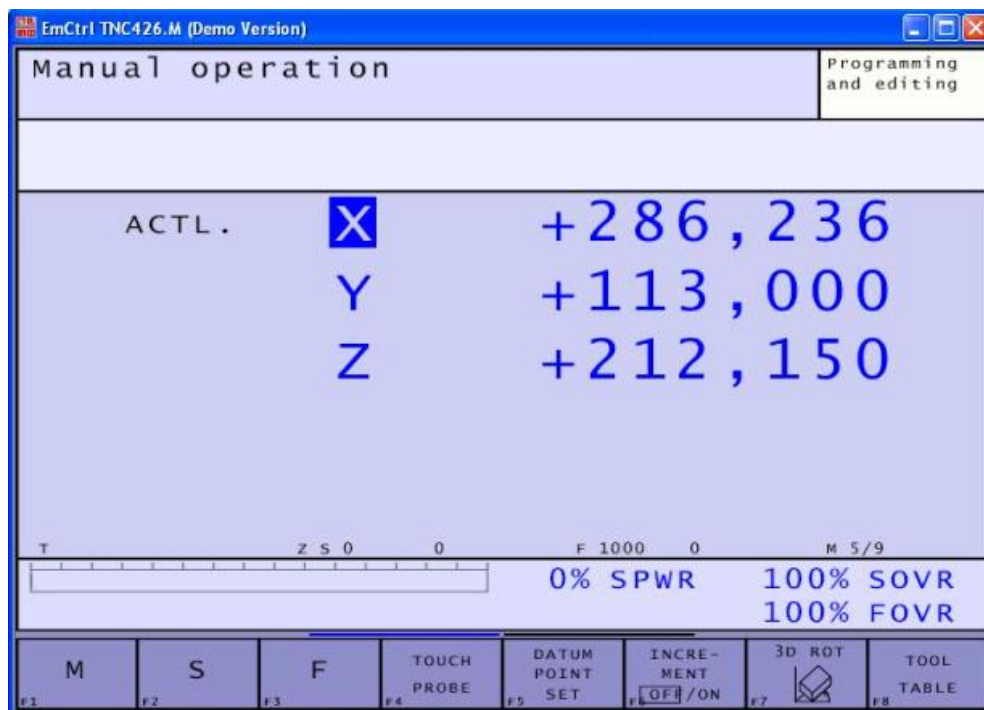 EmCtrl TNC426.M (Demo Version)
Manual operation
Programming
and editing
ACTL. X +286,236
Y +113,000
Z +212,150
T Z S 0 0 F 1000 0 M 5/9
0% SPWR 100% SOVR
100% FOVR
M
F1
S
F2
F
F3
TOUCH
PROBE
F4
DATUM
POINT
SET
F5
INCRE-
MENT
OFF/ON
3D ROT
F7
TOOL
TABLE
F8